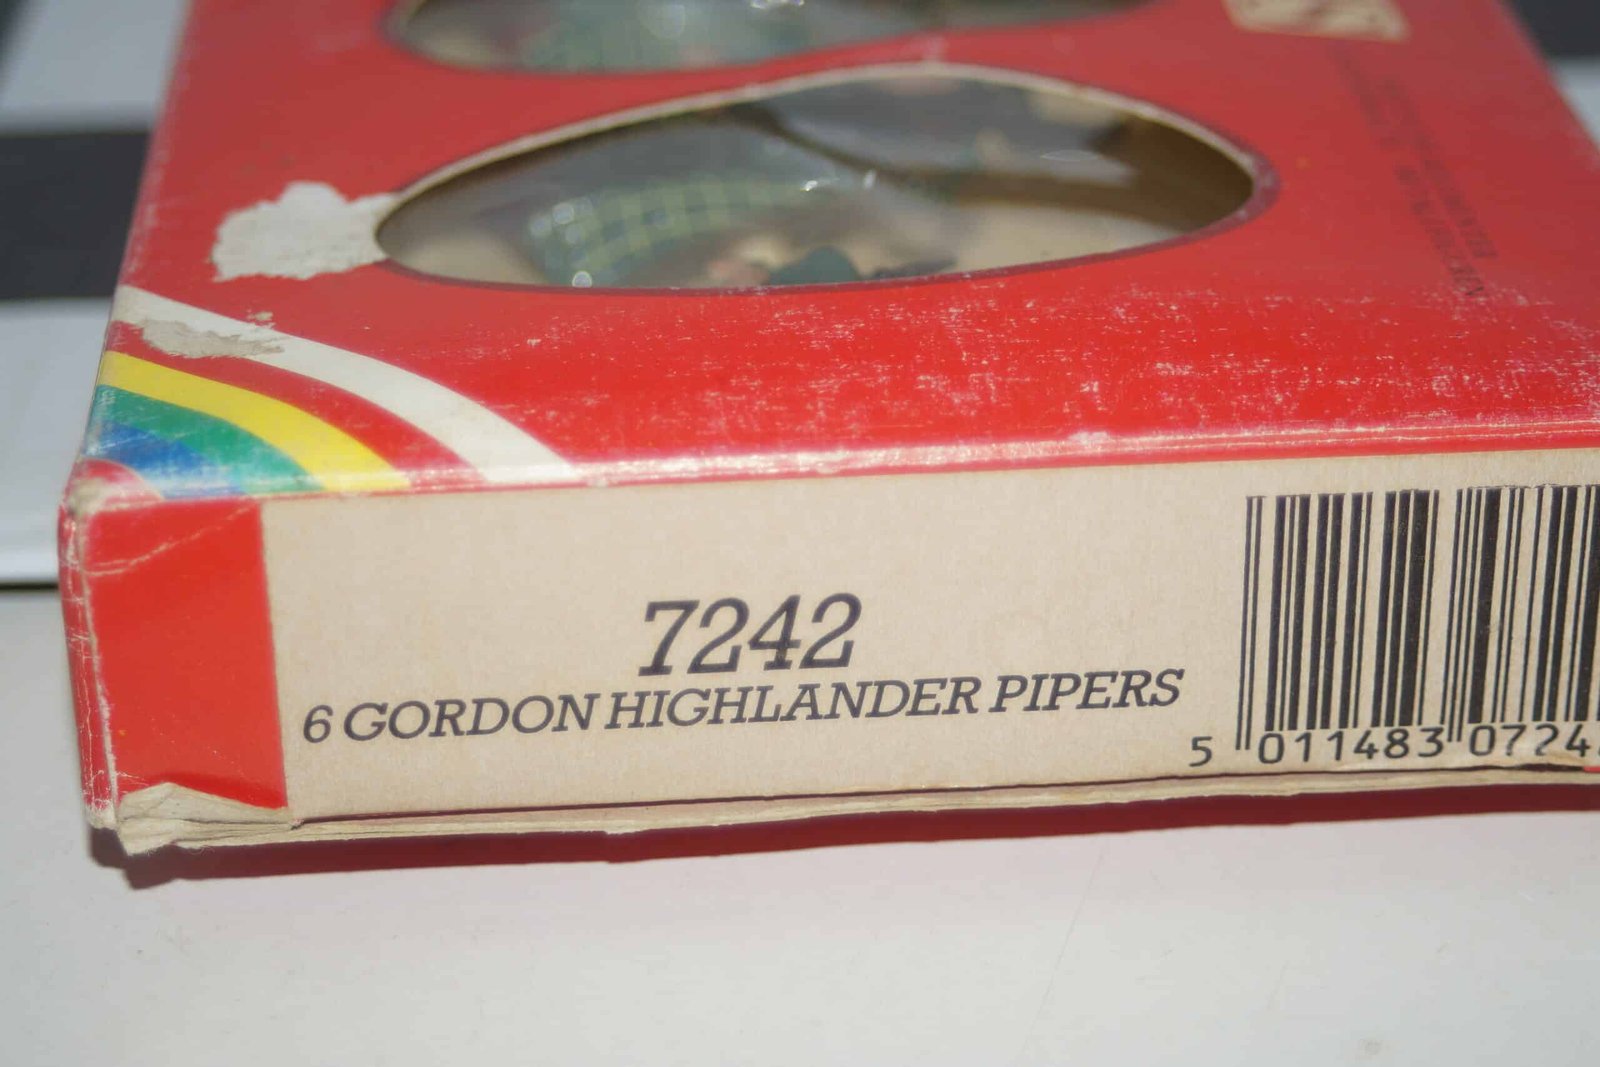 7242
6 GORDON HIGHLANDER PIPERS
5 011483 0724